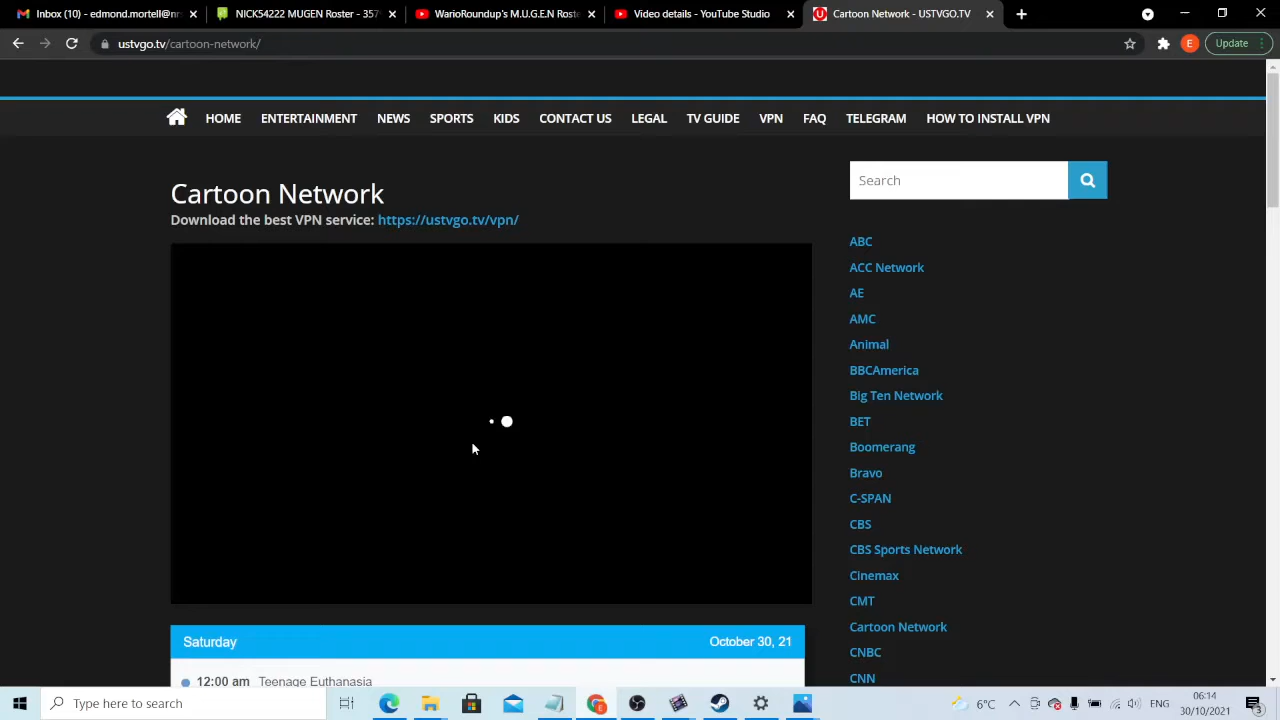 Inbox (10) - edmond.mortell@nr
NICK54222 MUGEN Roster - 357
WarioRoundup's M.U.G.E.N Roste
Video details - YouTube Studio
Cartoon Network - USTVGO.TV
ustvgo.tv/cartoon-network/
E
Update
HOME
ENTERTAINMENT
NEWS
SPORTS
KIDS
CONTACT US
LEGAL
TV GUIDE
VPN
FAQ
TELEGRAM
HOW TO INSTALL VPN
Cartoon Network
Download the best VPN service: https://ustvgo.tv/vpn/
Saturday
October 30, 21
12:00 am Teenage Euthanasia
Search
ABC
ACC Network
AE
AMC
Animal
BBCAmerica
Big Ten Network
BET
Boomerang
Bravo
C-SPAN
CBS
CBS Sports Network
Cinemax
CMT
Cartoon Network
CNBC
CNN
Type here to search
6°C
06:14
30/10/2021
3